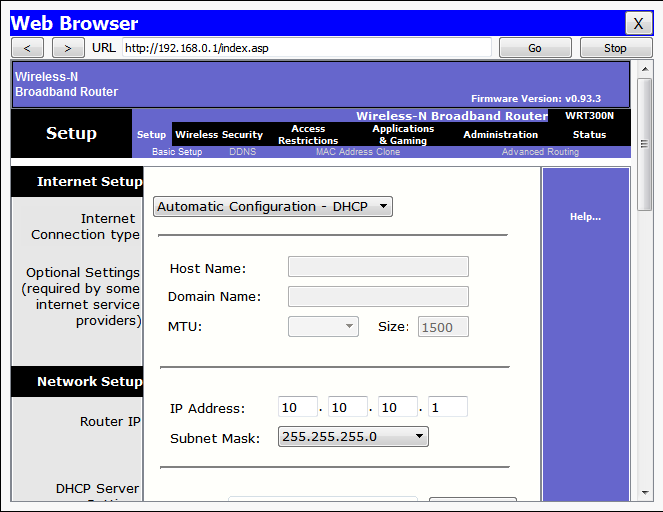 Web Browser X
< > URL http://192.168.0.1/index.asp Go Stop
Wireless-N
Broadband Router
Firmware Version: v0.93.3
Wireless-N Broadband Router WRT300N
Setup
Setup Wireless Security Access Restrictions Applications & Gaming Administration Status
Basic Setup DDNS MAC Address Clone Advanced Routing
Internet Setup
Automatic Configuration - DHCP
Internet
Connection type
Help...
Optional Settings
(required by some
internet service
providers)
Host Name:
Domain Name:
MTU: Size: 1500
Network Setup
Router IP
IP Address: 10 . 10 . 10 . 1
Subnet Mask: 255.255.255.0
DHCP Server